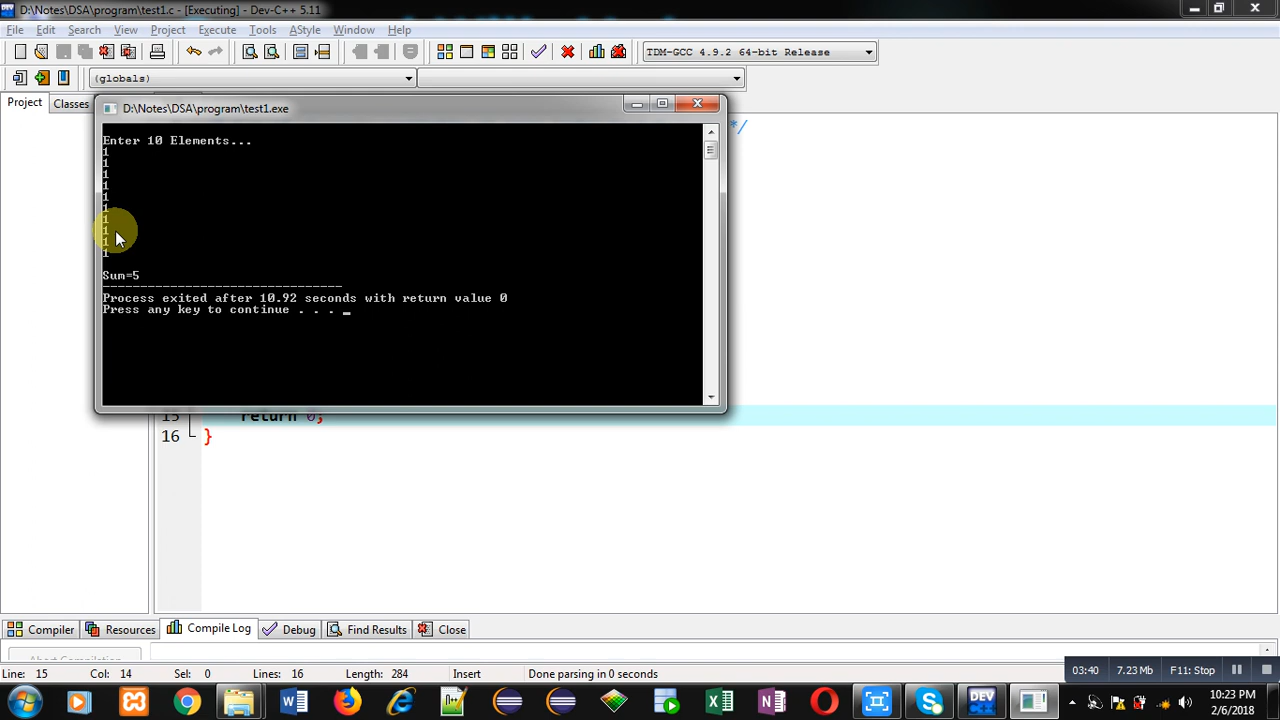 D:\Notes\DSA\program\test1.c - [Executing] - Dev-C++ 5.11
File Edit Search View Project Execute Tools AStyle Window Help
TDM-GCC 4.9.2 64-bit Release
(globals)
Project Classes
*/
D:\Notes\DSA\program\test1.exe
Enter 10 Elements...
1
1
1
1
1
1
1
1
1
1
Sum=5
--------------------------------
Process exited after 10.92 seconds with return value 0
Press any key to continue . . . _
15 return 0;
16 }
Compiler Resources Compile Log Debug Find Results Close
Abort Compilation
Line: 15 Col: 14 Sel: 0 Lines: 16 Length: 284 Insert Done parsing in 0 seconds
03:40 7.23 Mb F11: Stop
10:23 PM
2/6/2018